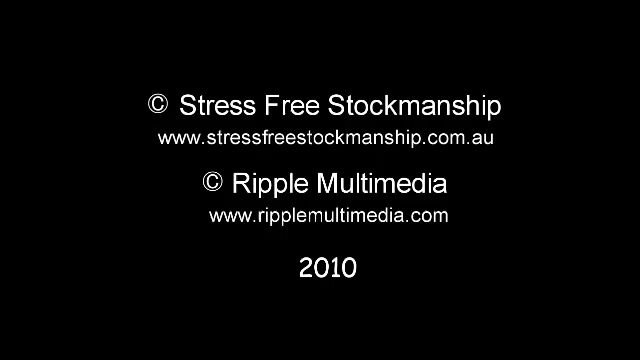 © Stress Free Stockmanship
www.stressfreestockmanship.com.au
© Ripple Multimedia
www.ripplemultimedia.com
2010